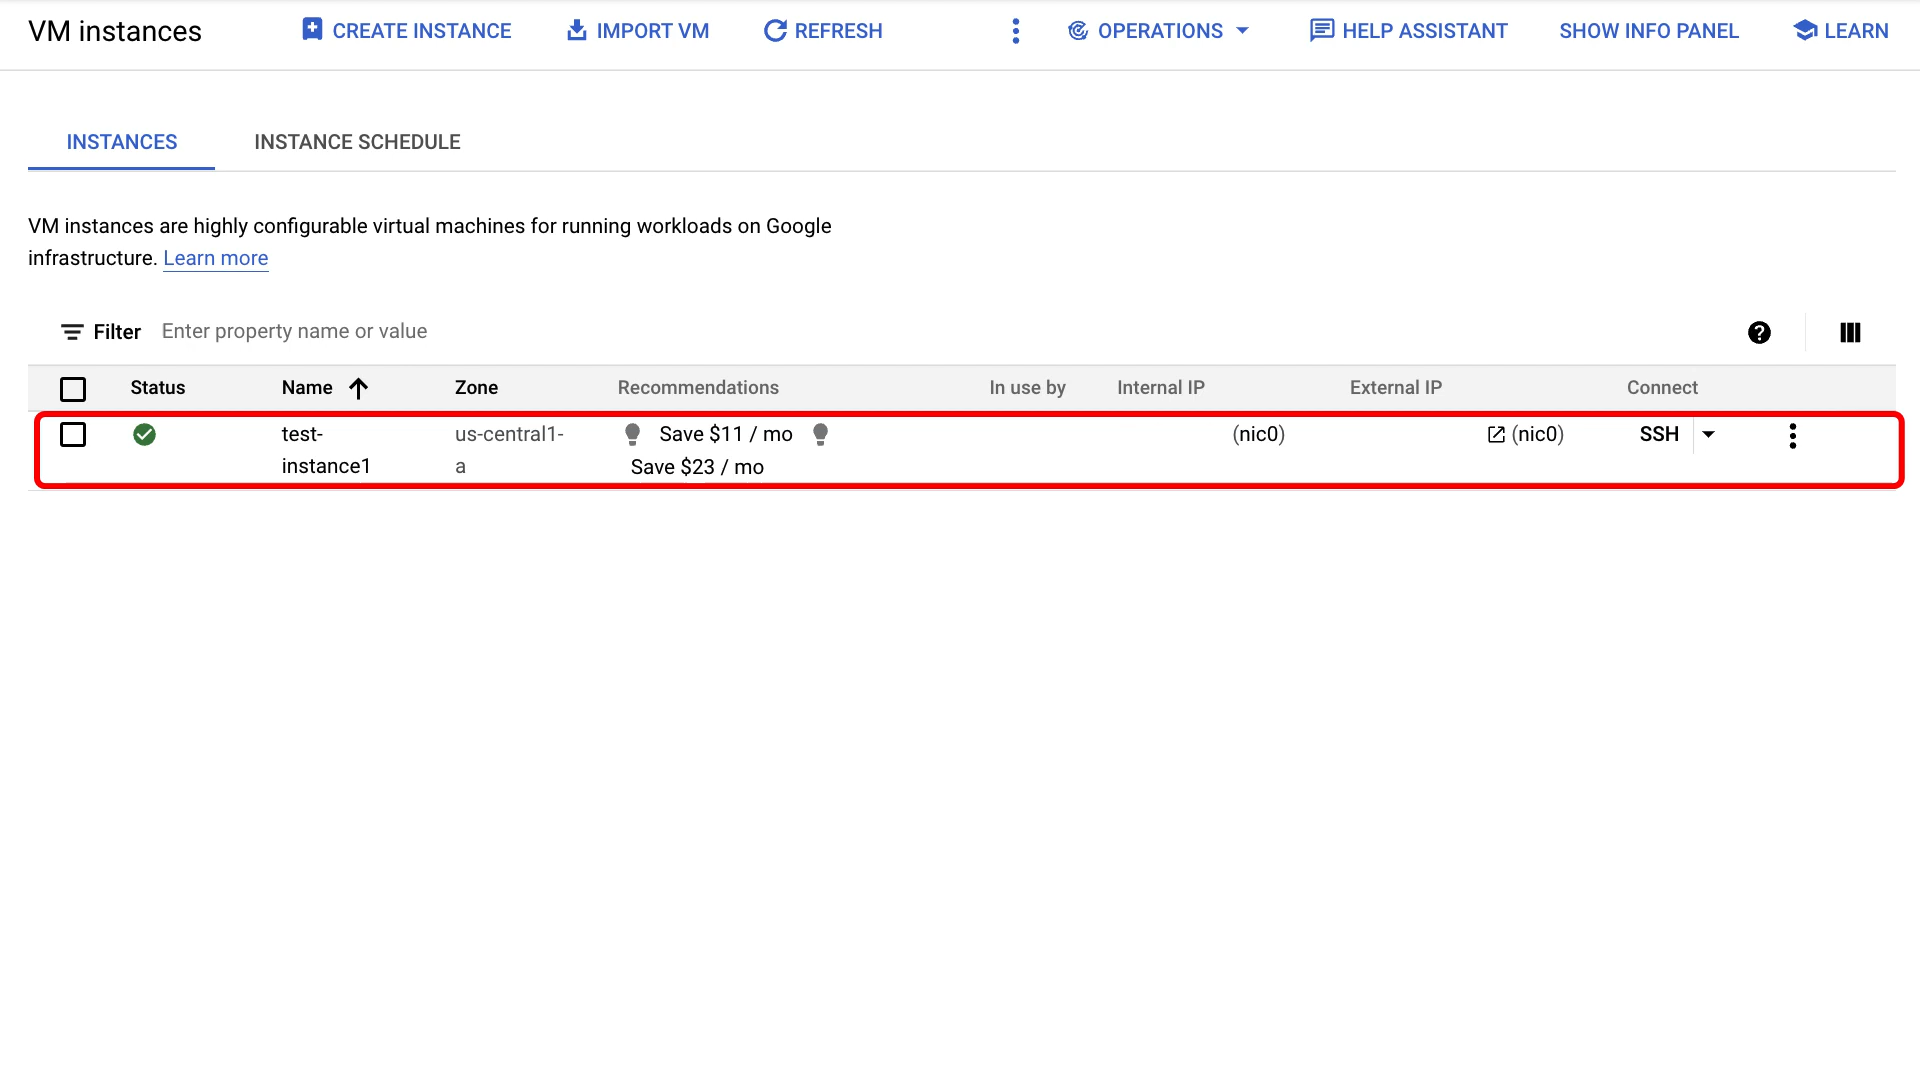 VM instances CREATE INSTANCE IMPORT VM REFRESH OPERATIONS HELP ASSISTANT SHOW INFO PANEL LEARN
INSTANCES INSTANCE SCHEDULE
VM instances are highly configurable virtual machines for running workloads on Google
infrastructure. Learn more
Filter Enter property name or value
Status Name Zone Recommendations In use by Internal IP External IP Connect
test- us-central1- Save $11 / mo (nic0) (nic0) SSH
instance1 a Save $23 / mo